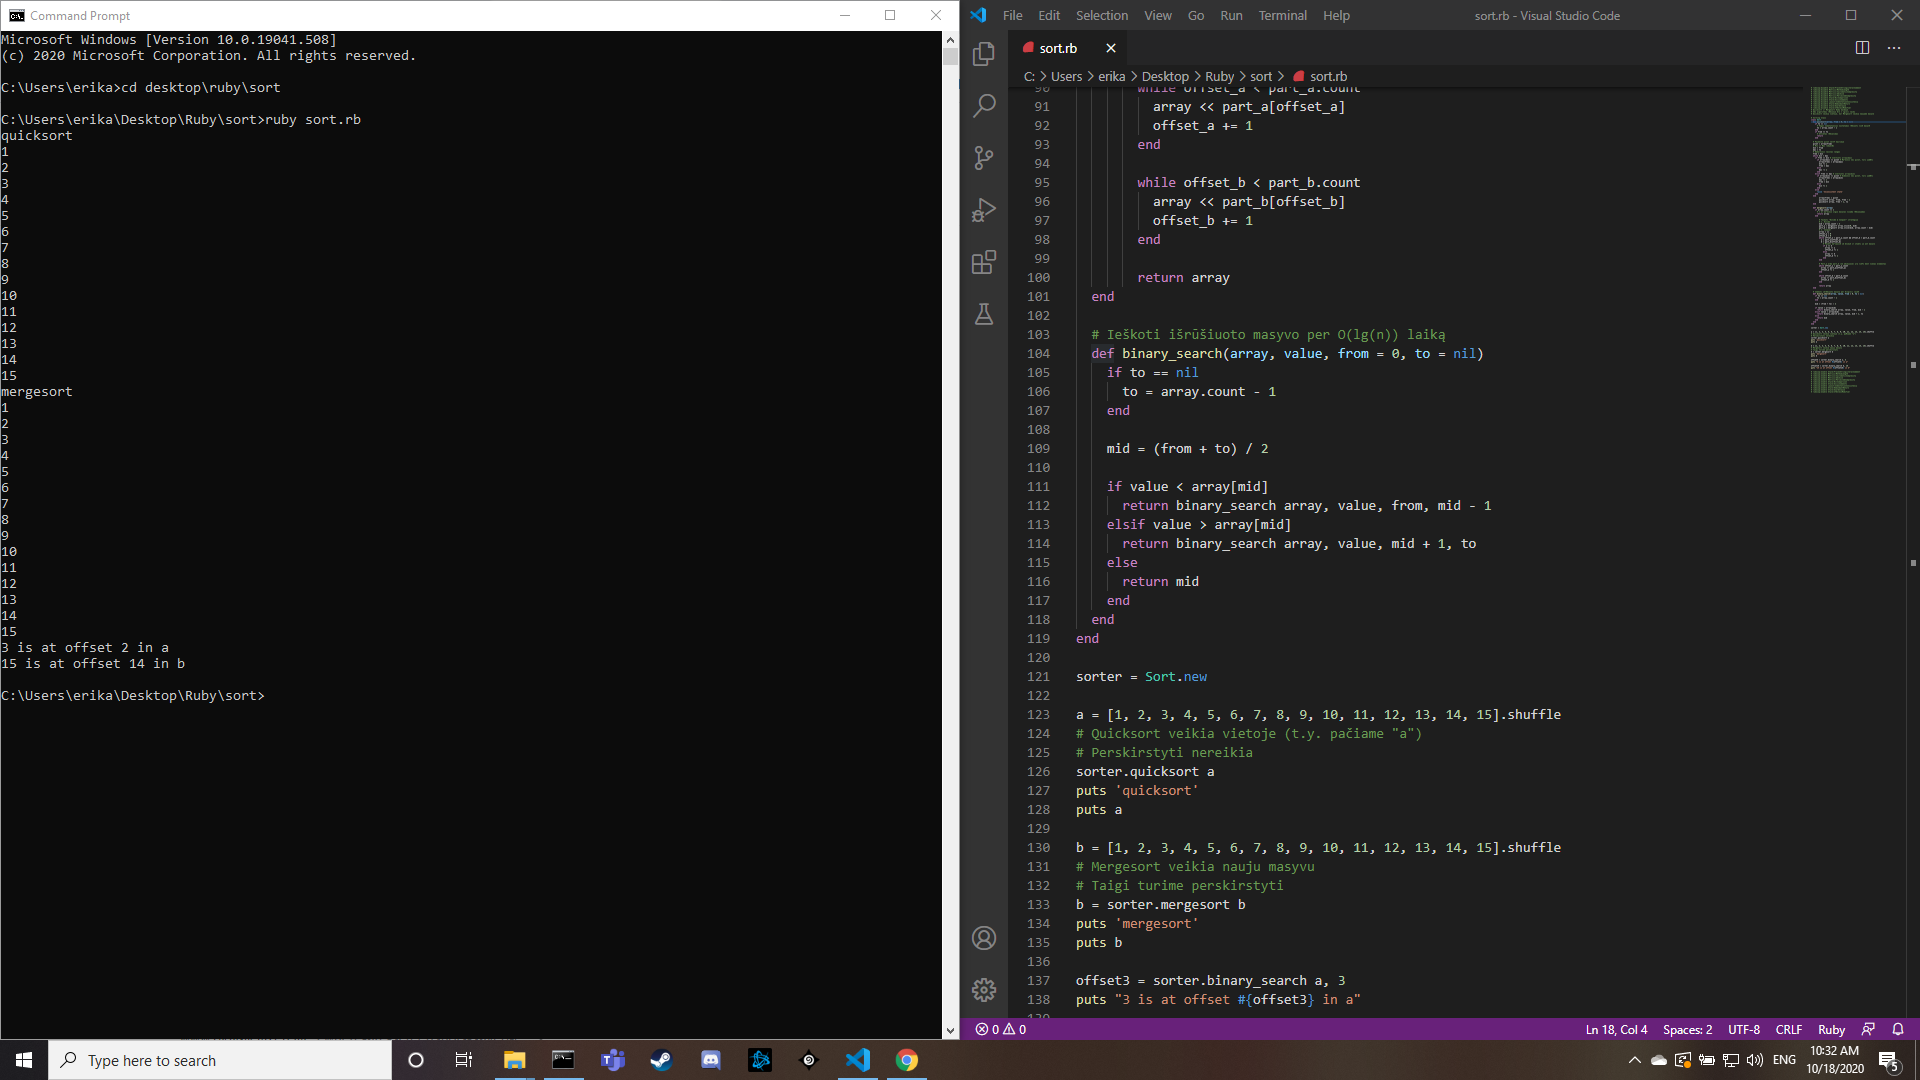 Command Prompt
Microsoft Windows [Version 10.0.19041.508]
(c) 2020 Microsoft Corporation. All rights reserved.
C:\Users\erika>cd desktop\ruby\sort
C:\Users\erika\Desktop\Ruby\sort>ruby sort.rb
quicksort
1
2
3
4
5
6
7
8
9
10
11
12
13
14
15
mergesort
1
2
3
4
5
6
7
8
9
10
11
12
13
14
15
3 is at offset 2 in a
15 is at offset 14 in b
C:\Users\erika\Desktop\Ruby\sort>
File Edit Selection View Go Run Terminal Help sort.rb - Visual Studio Code
sort.rb
C: > Users > erika > Desktop > Ruby > sort > sort.rb
90 while offset_a < part_a.count
91 array << part_a[offset_a]
92 offset_a += 1
93 end
94
95 while offset_b < part_b.count
96 array << part_b[offset_b]
97 offset_b += 1
98 end
99
100 return array
101 end
102
103 # Ieškoti išrūšiuoto masyvo per O(lg(n)) laiką
104 def binary_search(array, value, from = 0, to = nil)
105 if to == nil
106 to = array.count - 1
107 end
108
109 mid = (from + to) / 2
110
111 if value < array[mid]
112 return binary_search array, value, from, mid - 1
113 elsif value > array[mid]
114 return binary_search array, value, mid + 1, to
115 else
116 return mid
117 end
118 end
119 end
120
121 sorter = Sort.new
122
123 a = [1, 2, 3, 4, 5, 6, 7, 8, 9, 10, 11, 12, 13, 14, 15].shuffle
124 # Quicksort veikia vietoje (t.y. pačiame "a")
125 # Perskirstyti nereikia
126 sorter.quicksort a
127 puts 'quicksort'
128 puts a
129
130 b = [1, 2, 3, 4, 5, 6, 7, 8, 9, 10, 11, 12, 13, 14, 15].shuffle
131 # Mergesort veikia nauju masyvu
132 # Taigi turime perskirstyti
133 b = sorter.mergesort b
134 puts 'mergesort'
135 puts b
136
137 offset3 = sorter.binary_search a, 3
138 puts "3 is at offset #{offset3} in a"
0 0 Ln 18, Col 4 Spaces: 2 UTF-8 CRLF Ruby
Type here to search
ENG
10:32 AM
10/18/2020
5